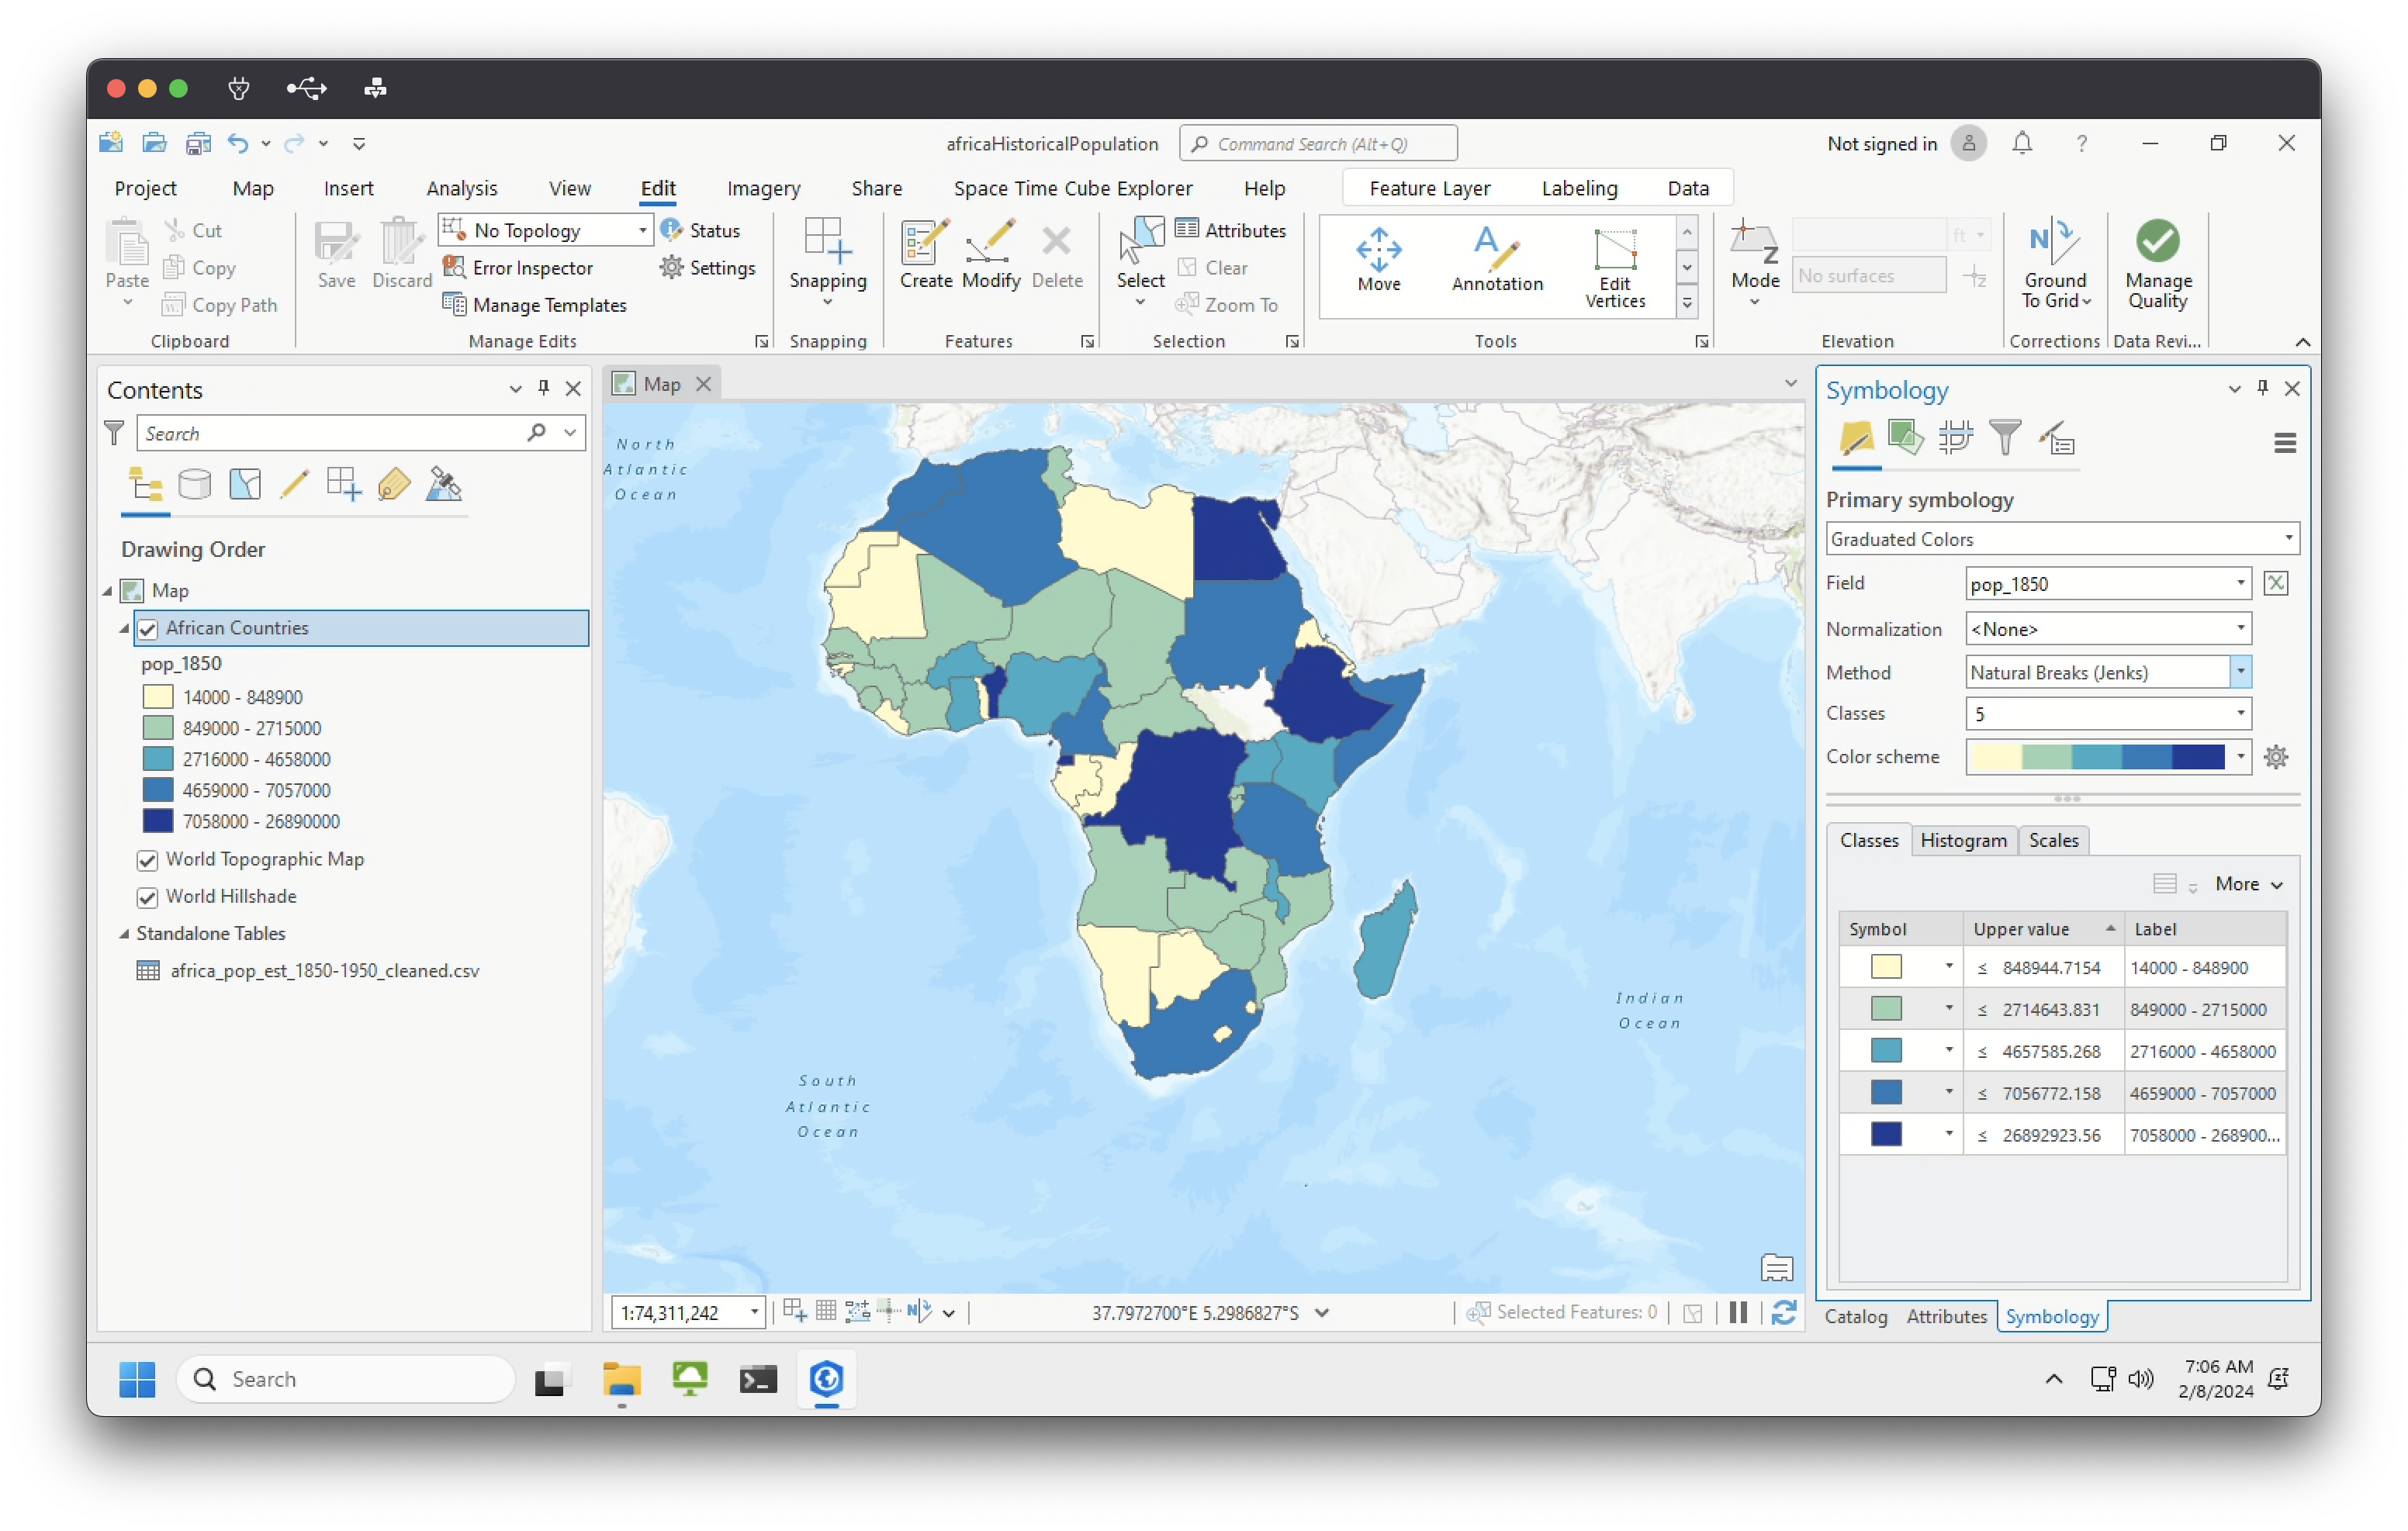 africaHistoricalPopulation
Command Search (Alt+Q)
Not signed in
?
Project Map Insert Analysis View Edit Imagery Share Space Time Cube Explorer Help Feature Layer Labeling Data
Paste
Cut
Copy
Copy Path
Clipboard
Save
Discard
No Topology
Error Inspector
Manage Templates
Status
Settings
Manage Edits
Snapping
Snapping
Create
Modify
Delete
Features
Select
Attributes
Clear
Zoom To
Selection
Move
Annotation
Edit
Vertices
Tools
Mode
ft
No surfaces
Elevation
Ground
To Grid
Corrections
Manage
Quality
Data Revi...
Contents
Search
Drawing Order
Map
African Countries
pop_1850
14000 - 848900
849000 - 2715000
2716000 - 4658000
4659000 - 7057000
7058000 - 26890000
World Topographic Map
World Hillshade
Standalone Tables
africa_pop_est_1850-1950_cleaned.csv
Map
North
Atlantic
Ocean
South
Atlantic
Ocean
Indian
Ocean
1:74,311,242
37.7972700°E 5.2986827°S
Selected Features: 0
Symbology
Primary symbology
Graduated Colors
Field pop_1850
Normalization <None>
Method Natural Breaks (Jenks)
Classes 5
Color scheme
Classes Histogram Scales
More
Symbol Upper value Label
≤ 848944.7154 14000 - 848900
≤ 2714643.831 849000 - 2715000
≤ 4657585.268 2716000 - 4658000
≤ 7056772.158 4659000 - 7057000
≤ 26892923.56 7058000 - 268900...
Catalog Attributes Symbology
Search
7:06 AM
2/8/2024